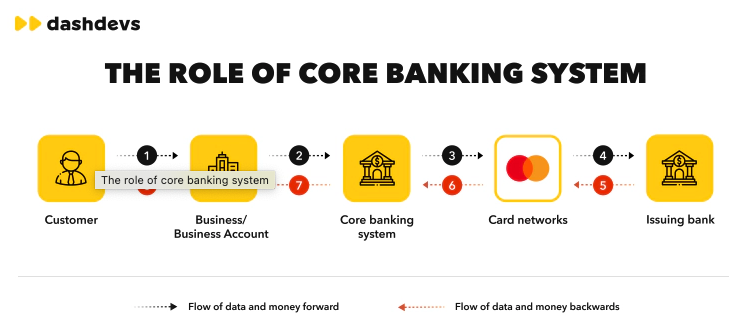 dashdevs
THE ROLE OF CORE BANKING SYSTEM
1
2
3
4
The role of core banking system
7
6
5
Customer
Business/
Business Account
Core banking
system
Card networks
Issuing bank
Flow of data and money forward
Flow of data and money backwards